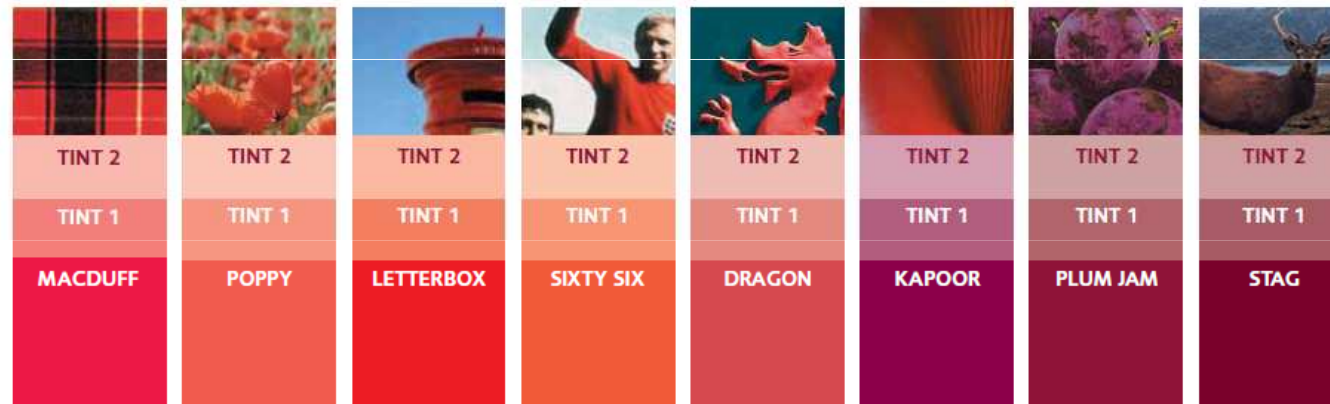 TINT 2 TINT 2 TINT 2 TINT 2 TINT 2 TINT 2 TINT 2 TINT 2
TINT 1 TINT 1 TINT 1 TINT 1 TINT 1 TINT 1 TINT 1 TINT 1
MACDUFF POPPY LETTERBOX SIXTY SIX DRAGON KAPOOR PLUM JAM STAG